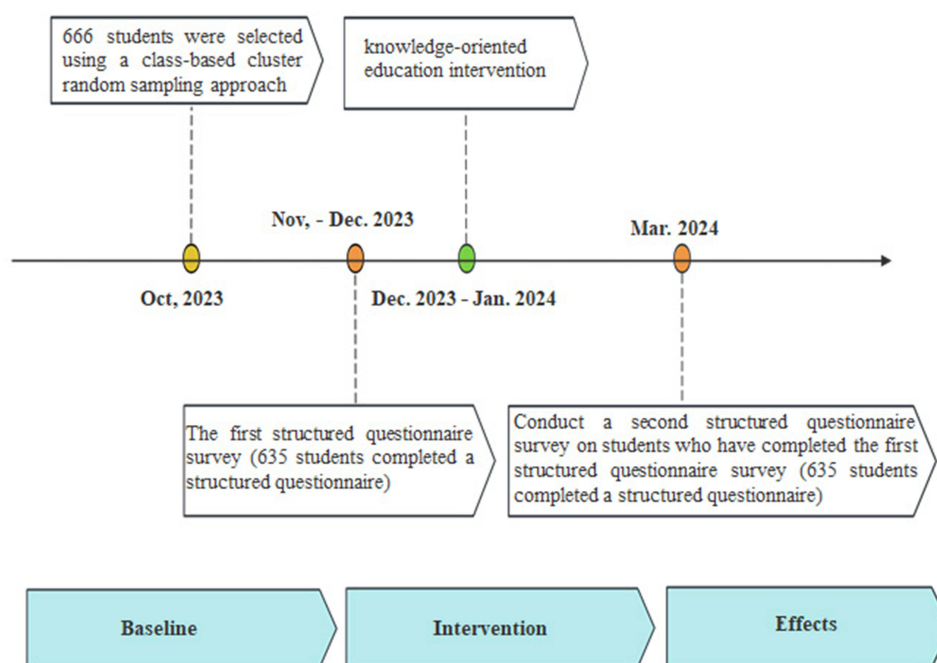 666 students were selected
using a class-based cluster
random sampling approach
knowledge-oriented
education intervention
Nov, - Dec. 2023
Mar. 2024
Oct, 2023
Dec. 2023 - Jan. 2024
The first structured questionnaire
survey (635 students completed a
structured questionnaire)
Conduct a second structured questionnaire
survey on students who have completed the first
structured questionnaire survey (635 students
completed a structured questionnaire)
Baseline
Intervention
Effects